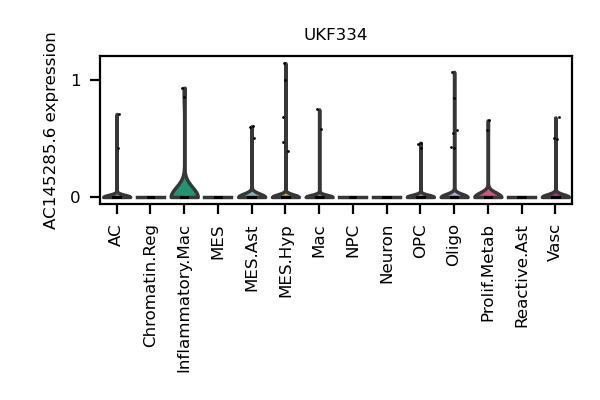 UKF334
AC145285.6 expression
1
0
AC
Chromatin.Reg
Inflammatory.Mac
MES
MES.Ast
MES.Hyp
Mac
NPC
Neuron
OPC
Oligo
Prolif.Metab
Reactive.Ast
Vasc